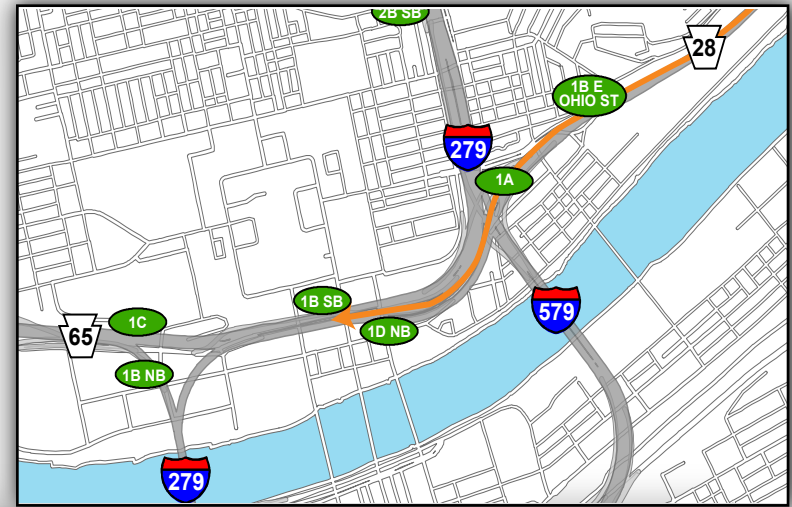 2B SB
28
1B E
OHIO ST
279
1A
1B SB
579
1C
1D NB
65
1B NB
279